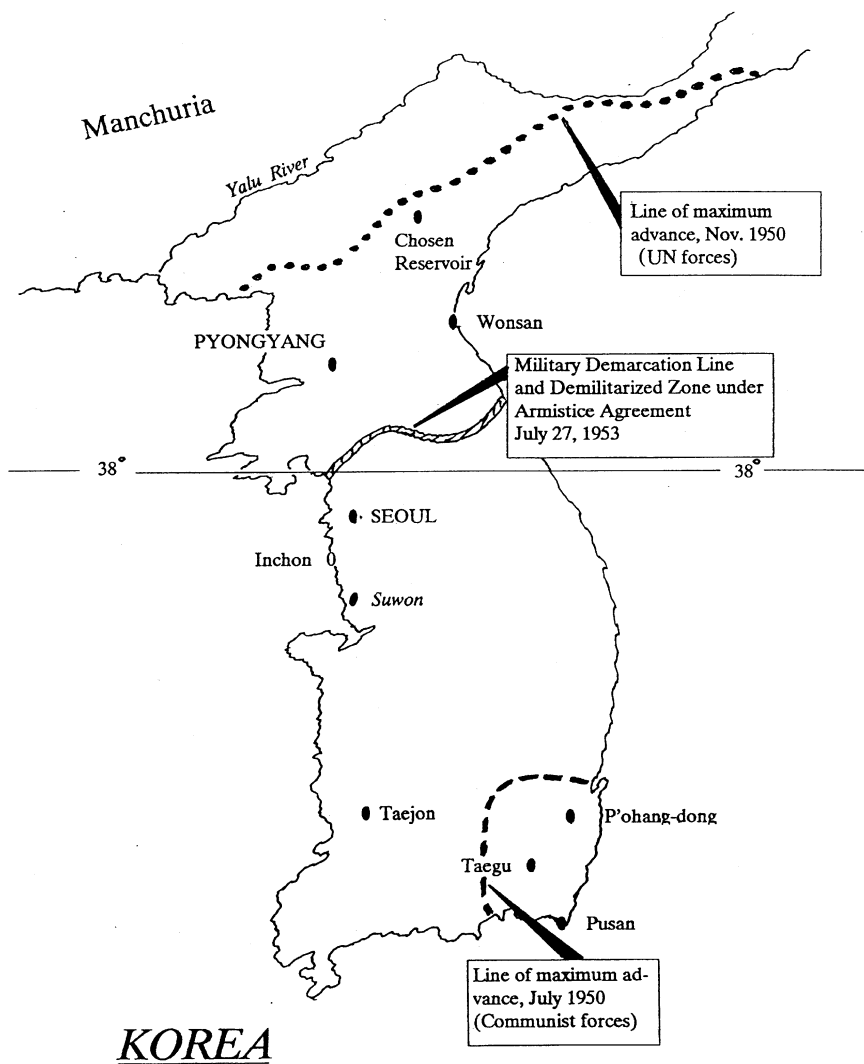 Manchuria
Yalu River
Line of maximum
advance, Nov. 1950
(UN forces)
Chosen
Reservoir
Wonsan
PYONGYANG
Military Demarcation Line
and Demilitarized Zone under
Armistice Agreement
July 27, 1953
38°
38°
SEOUL
Inchon
Suwon
Taejon
P'ohang-dong
Taegu
Pusan
Line of maximum ad-
vance, July 1950
(Communist forces)
KOREA